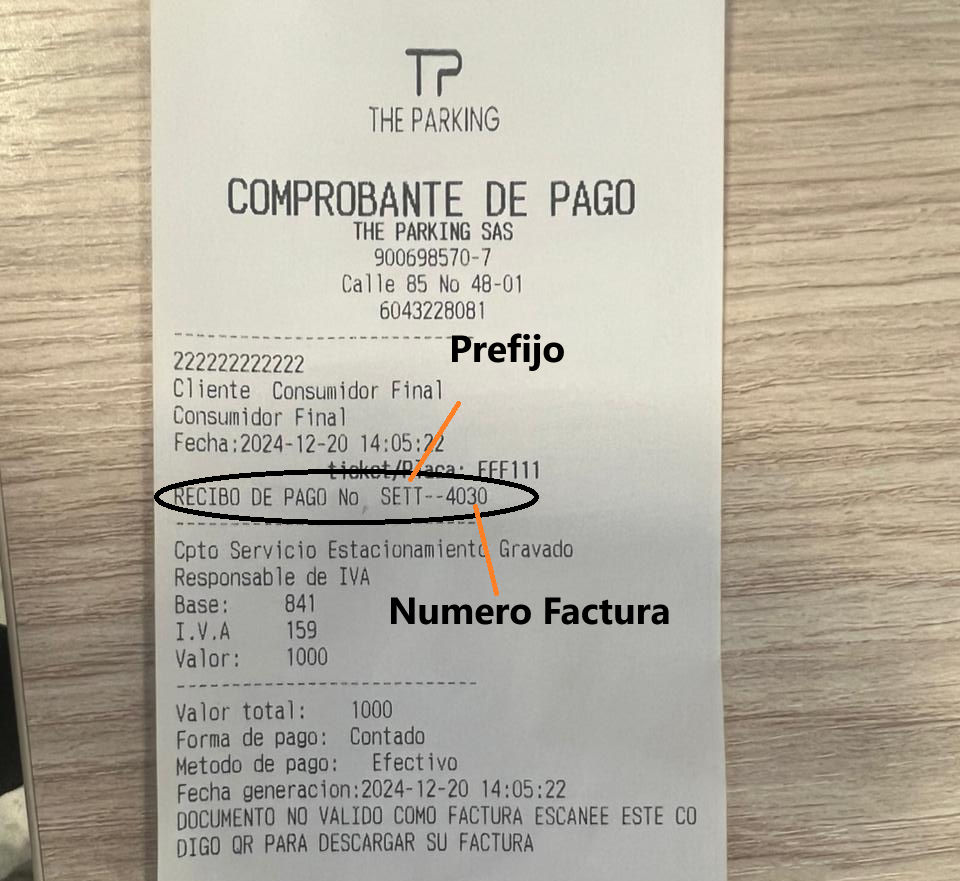 TP
THE PARKING
COMPROBANTE DE PAGO
THE PARKING SAS
900698570-7
Calle 85 No 48-01
6043228081
Prefijo
222222222222
Cliente Consumidor Final
Consumidor Final
Fecha:2024-12-20 14:05:22
ticket/Placa: FFF111
RECIBO DE PAGO No, SETT--4030
Cpto Servicio Estacionamiento Gravado
Responsable de IVA
Base: 841
Numero Factura
I.V.A 159
Valor: 1000
Valor total: 1000
Forma de pago: Contado
Metodo de pago: Efectivo
Fecha generacion:2024-12-20 14:05:22
DOCUMENTO NO VALIDO COMO FACTURA ESCANEE ESTE CO
DIGO QR PARA DESCARGAR SU FACTURA